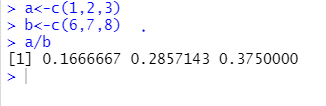 > a<-c(1,2,3)
> b<-c(6,7,8)
> a/b
[1] 0.1666667 0.2857143 0.3750000
>